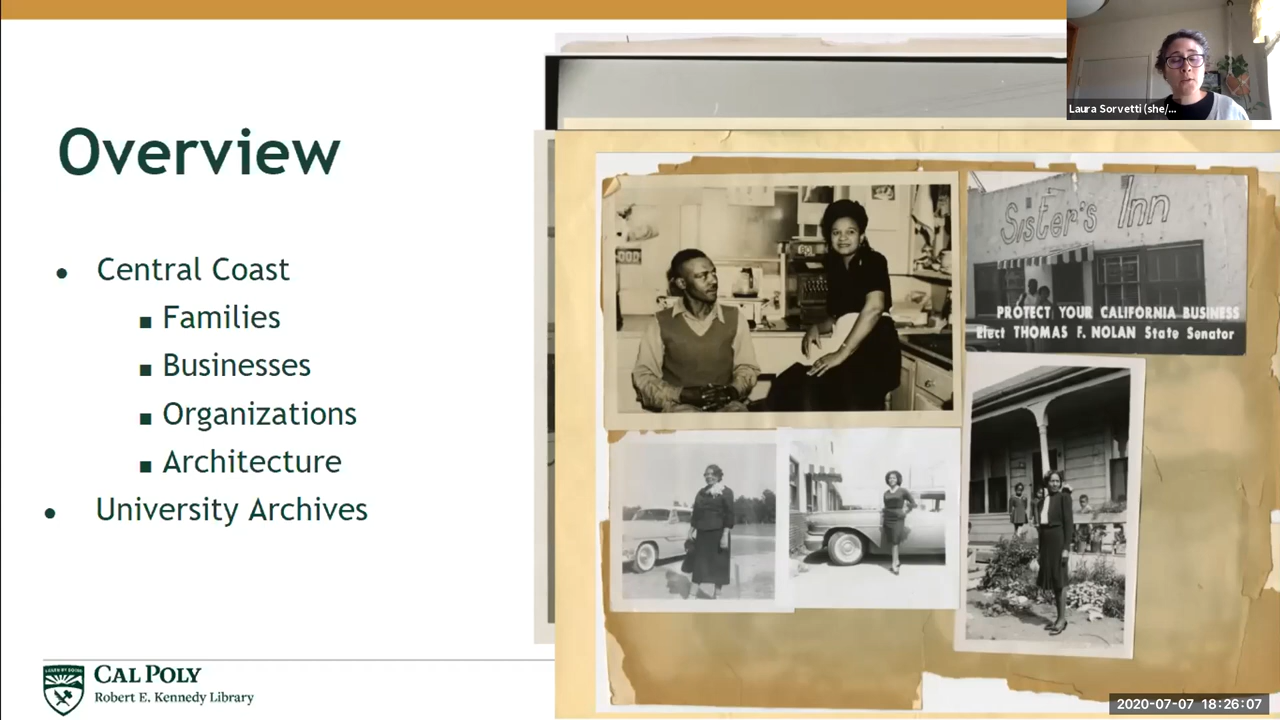 Overview
Central Coast
Families
Businesses
Organizations
Architecture
University Archives
CAL POLY
Robert E. Kennedy Library
Laura Sorvetti (she/...
Sister's Inn
PROTECT YOUR CALIFORNIA BUSINESS
Elect THOMAS F. NOLAN State Senator
2020-07-07 18:26:07